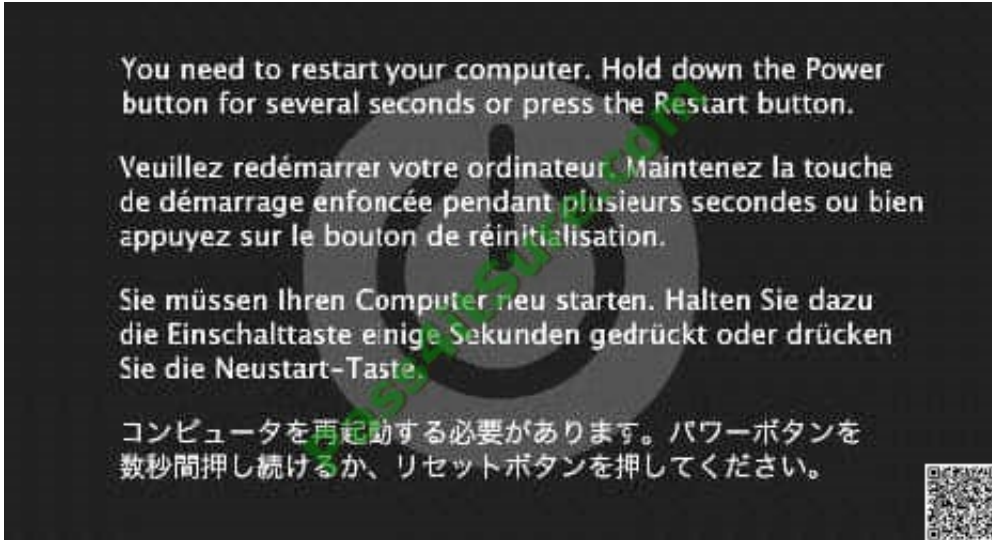 You need to restart your computer. Hold down the Power
button for several seconds or press the Restart button.
Veuillez redémarrer votre ordinateur. Maintenez la touche
de démarrage enfoncée pendant plusieurs secondes ou bien
appuyez sur le bouton de réinitialisation.
Sie müssen Ihren Computer neu starten. Halten Sie dazu
die Einschalttaste einige Sekunden gedrückt oder drücken
Sie die Neustart-Taste.
コンピュータを再起動する必要があります。パワーボタンを
数秒間押し続けるか、リセットボタンを押してください。
Pass4itSure.com